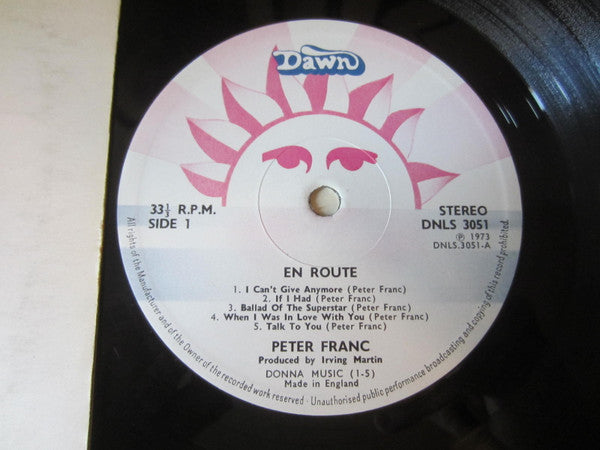 Dawn
33⅓ R.P.M.
SIDE 1
STEREO
DNLS 3051
℗ 1973
DNLS.3051-A
EN ROUTE
1. I Can't Give Anymore (Peter Franc)
2. If I Had (Peter Franc)
3. Ballad Of The Superstar (Peter Franc)
4. When I Was In Love With You (Peter Franc)
5. Talk To You (Peter Franc)
PETER FRANC
Produced by Irving Martin
DONNA MUSIC (1-5)
Made in England
All rights of the Manufacturer and of the Owner of the recorded work reserved · Unauthorised public performance broadcasting and copying of this record prohibited.